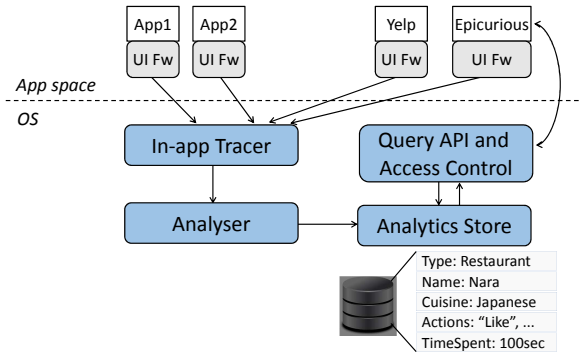 App1 App2 Yelp Epicurious
UI Fw UI Fw UI Fw UI Fw
App space
OS
In-app Tracer
Query API and
Access Control
Analyser
Analytics Store
Type: Restaurant
Name: Nara
Cuisine: Japanese
Actions: “Like”, ...
TimeSpent: 100sec